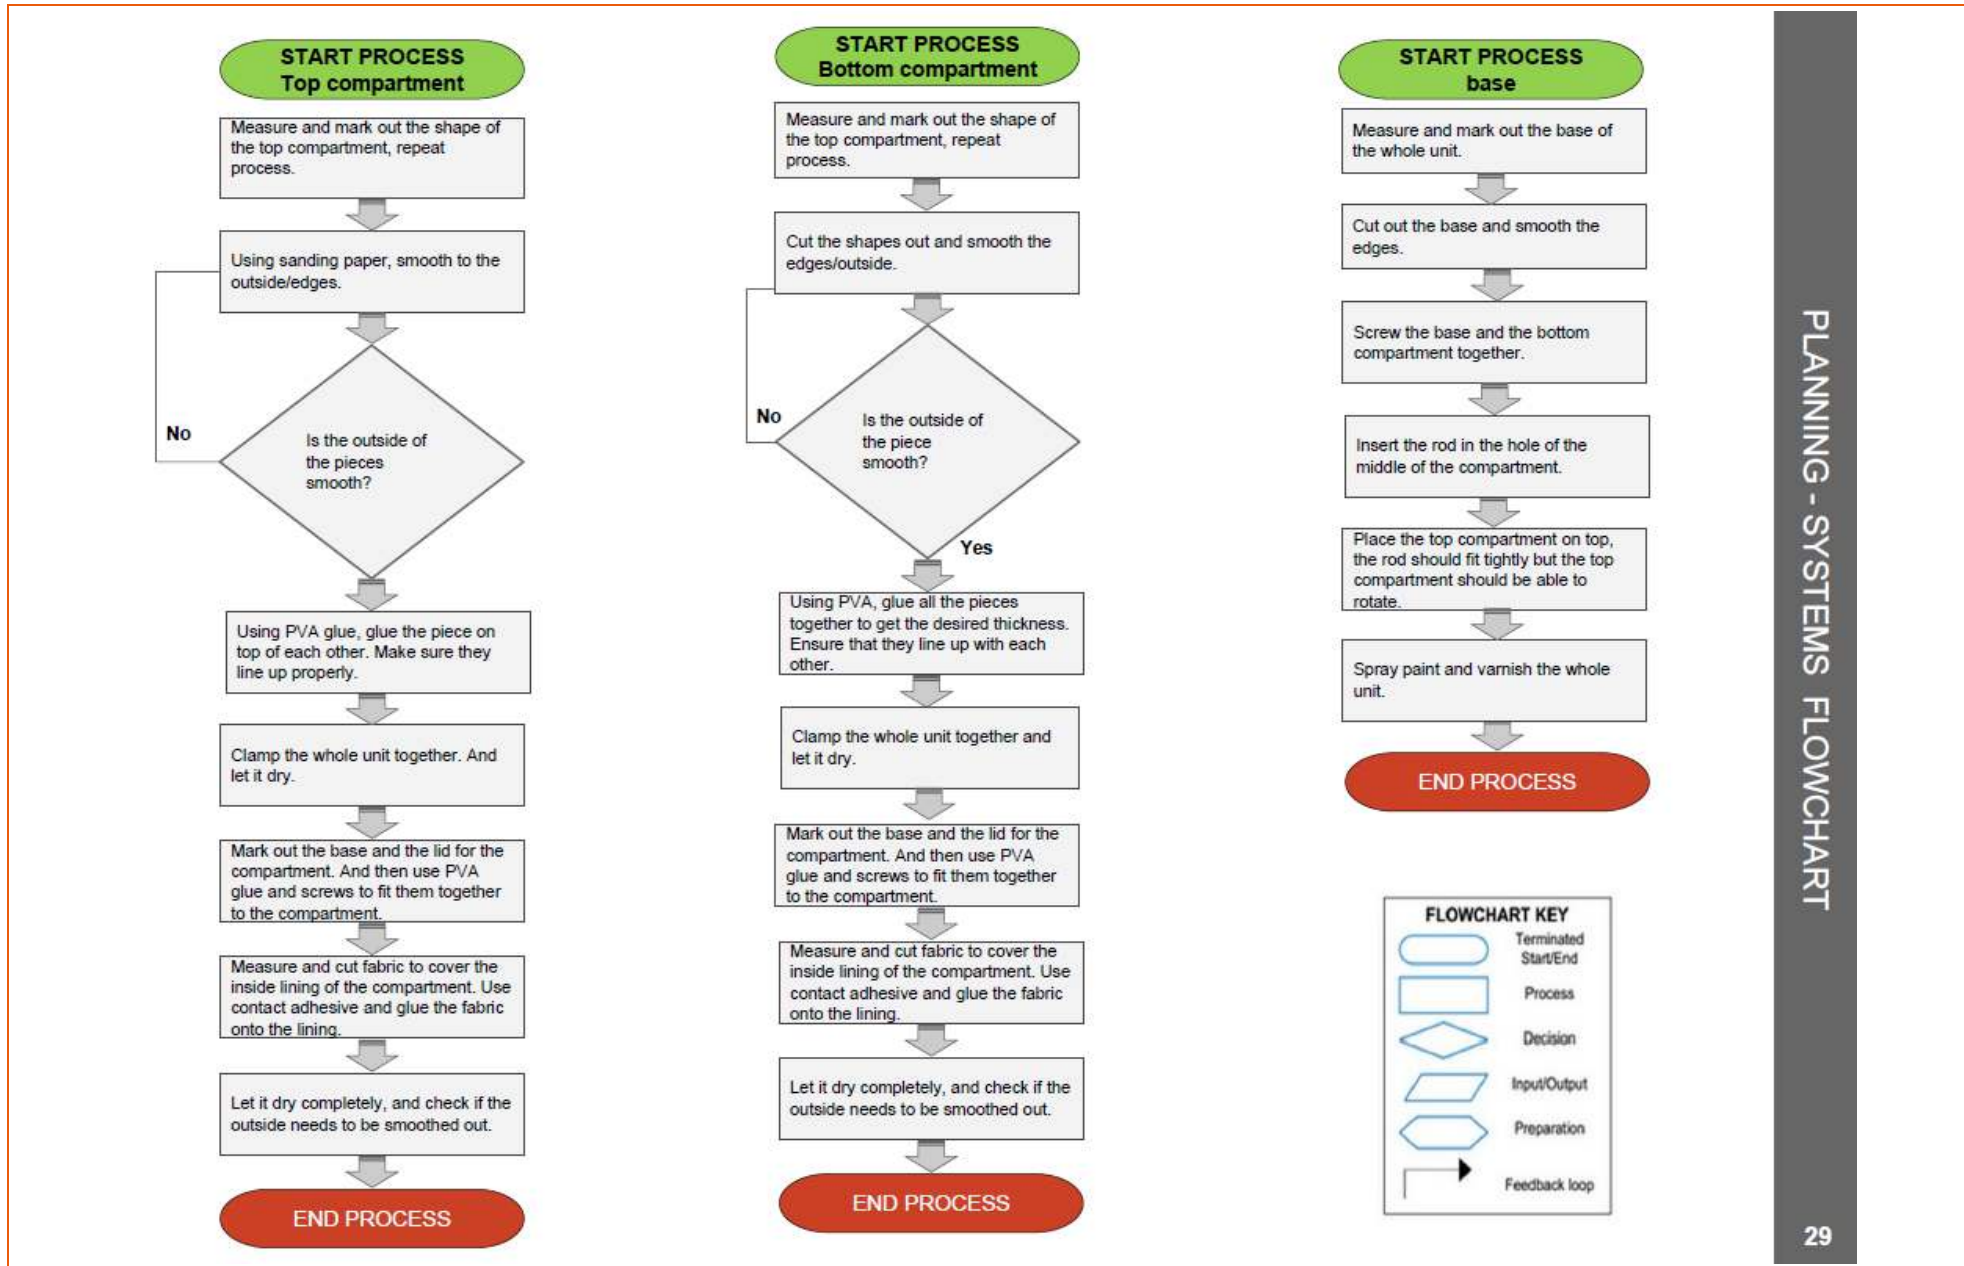 START PROCESS
Top compartment
Measure and mark out the shape of
the top compartment, repeat
process.
Using sanding paper, smooth to the
outside/edges.
No
Is the outside of
the pieces
smooth?
Using PVA glue, glue the piece on
top of each other. Make sure they
line up properly.
Clamp the whole unit together. And
let it dry.
Mark out the base and the lid for the
compartment. And then use PVA
glue and screws to fit them together
to the compartment.
Measure and cut fabric to cover the
inside lining of the compartment. Use
contact adhesive and glue the fabric
onto the lining.
Let it dry completely, and check if the
outside needs to be smoothed out.
END PROCESS
START PROCESS
Bottom compartment
Measure and mark out the shape of
the top compartment, repeat
process.
Cut the shapes out and smooth the
edges/outside.
No
Is the outside of
the piece
smooth?
Yes
Using PVA, glue all the pieces
together to get the desired thickness.
Ensure that they line up with each
other.
Clamp the whole unit together and
let it dry.
Mark out the base and the lid for the
compartment. And then use PVA
glue and screws to fit them together
to the compartment.
Measure and cut fabric to cover the
inside lining of the compartment. Use
contact adhesive and glue the fabric
onto the lining.
Let it dry completely, and check if the
outside needs to be smoothed out.
END PROCESS
START PROCESS
base
Measure and mark out the base of
the whole unit.
Cut out the base and smooth the
edges.
Screw the base and the bottom
compartment together.
Insert the rod in the hole of the
middle of the compartment.
Place the top compartment on top,
the rod should fit tightly but the top
compartment should be able to
rotate.
Spray paint and varnish the whole
unit.
END PROCESS
FLOWCHART KEY
Terminated
Start/End
Process
Decision
Input/Output
Preparation
Feedback loop
PLANNING - SYSTEMS FLOWCHART
29